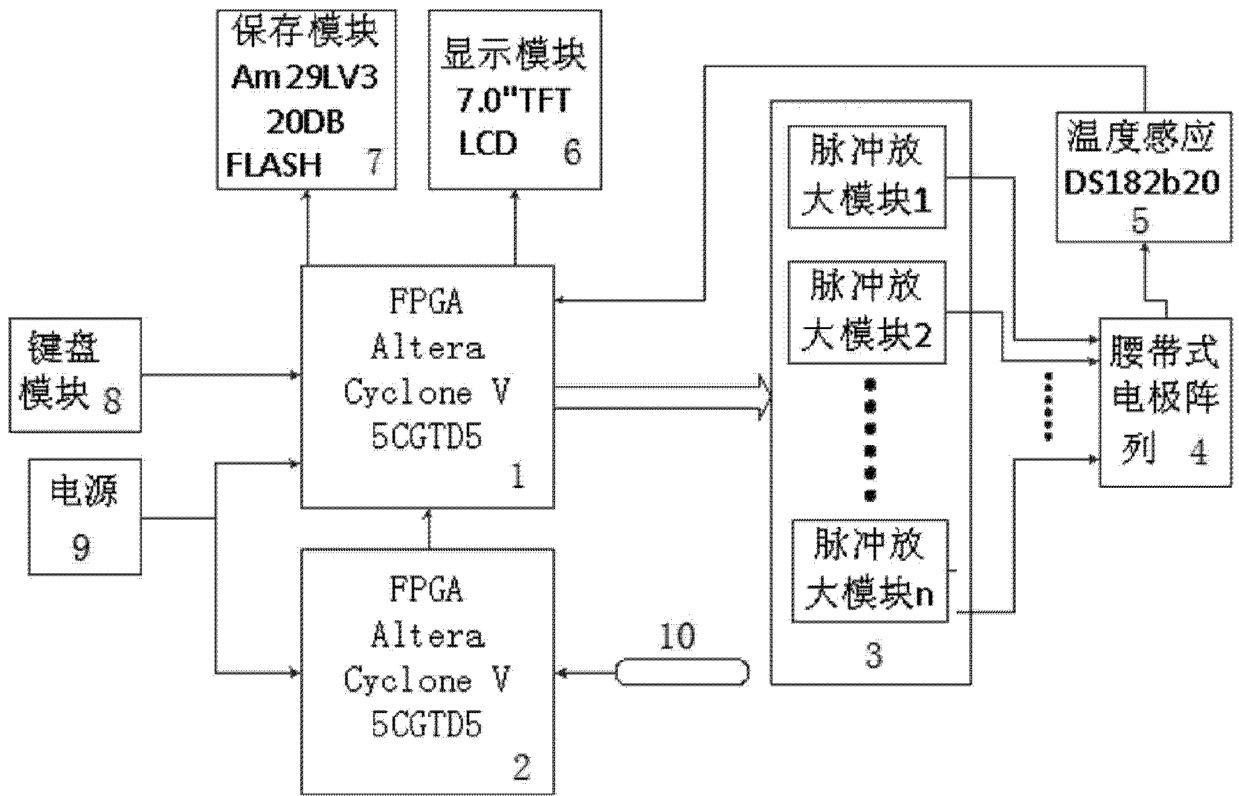 保存模块
Am29LV3
20DB
FLASH
7
显示模块
7.0"TFT
LCD
6
脉冲放
大模块1
脉冲放
大模块2
脉冲放
大模块n
3
温度感应
DS182b20
5
FPGA
Altera
Cyclone V
5CGTD5
1
键盘
模块 8
腰带式
电极阵
列 4
电源
9
FPGA
Altera
Cyclone V
5CGTD5
2
10